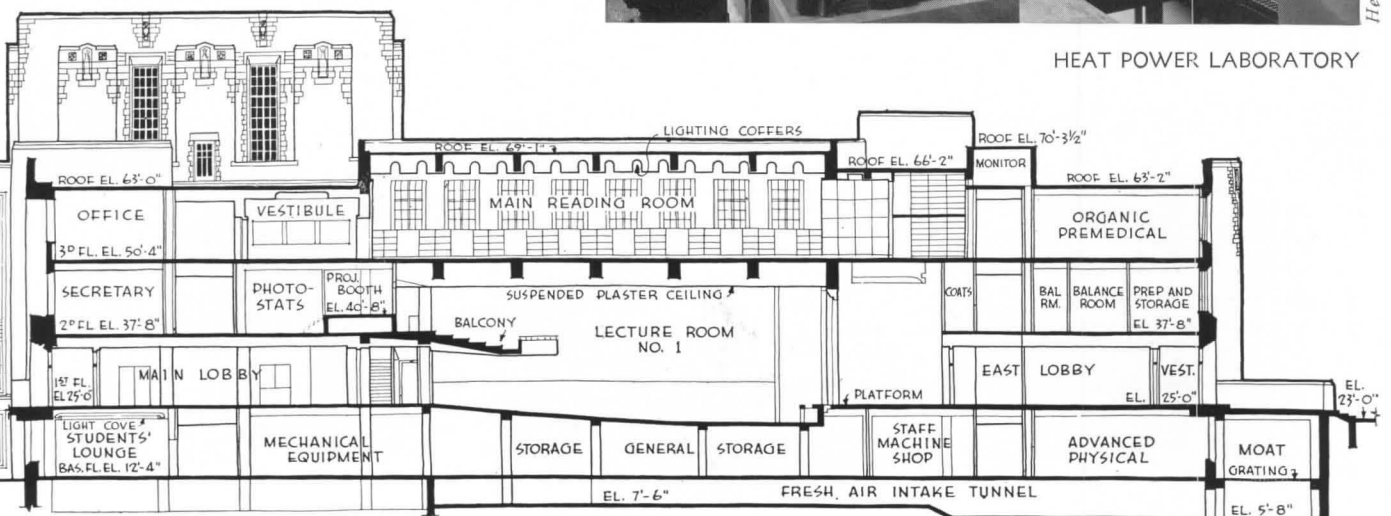 He
HEAT POWER LABORATORY
LIGHTING COFFERS
ROOF EL. 69'-1"
ROOF EL. 70'-3½"
ROOF EL. 66'-2"
MONITOR
ROOF EL. 63'-0"
ROOF EL. 63'-2"
OFFICE
VESTIBULE
MAIN READING ROOM
ORGANIC
PREMEDICAL
3D FL. EL. 50'-4"
SECRETARY
PHOTO-
STATS
PROJ.
BOOTH
EL. 40'-8"
SUSPENDED PLASTER CEILING
COATS
BAL
RM.
BALANCE
ROOM
PREP AND
STORAGE
2D FL EL. 37'-8"
BALCONY
LECTURE ROOM
NO. 1
EL 37'-8"
1ST FL.
EL 25'-0"
MAIN LOBBY
PLATFORM
EAST LOBBY
VEST.
EL. 25'-0"
EL.
23'-0"
LIGHT COVE
STUDENTS'
LOUNGE
BAS. FL. EL. 12'-4"
MECHANICAL
EQUIPMENT
STORAGE
GENERAL
STORAGE
STAFF
MACHINE
SHOP
ADVANCED
PHYSICAL
MOAT
GRATING
EL. 7'-6"
FRESH AIR INTAKE TUNNEL
EL. 5'-8"